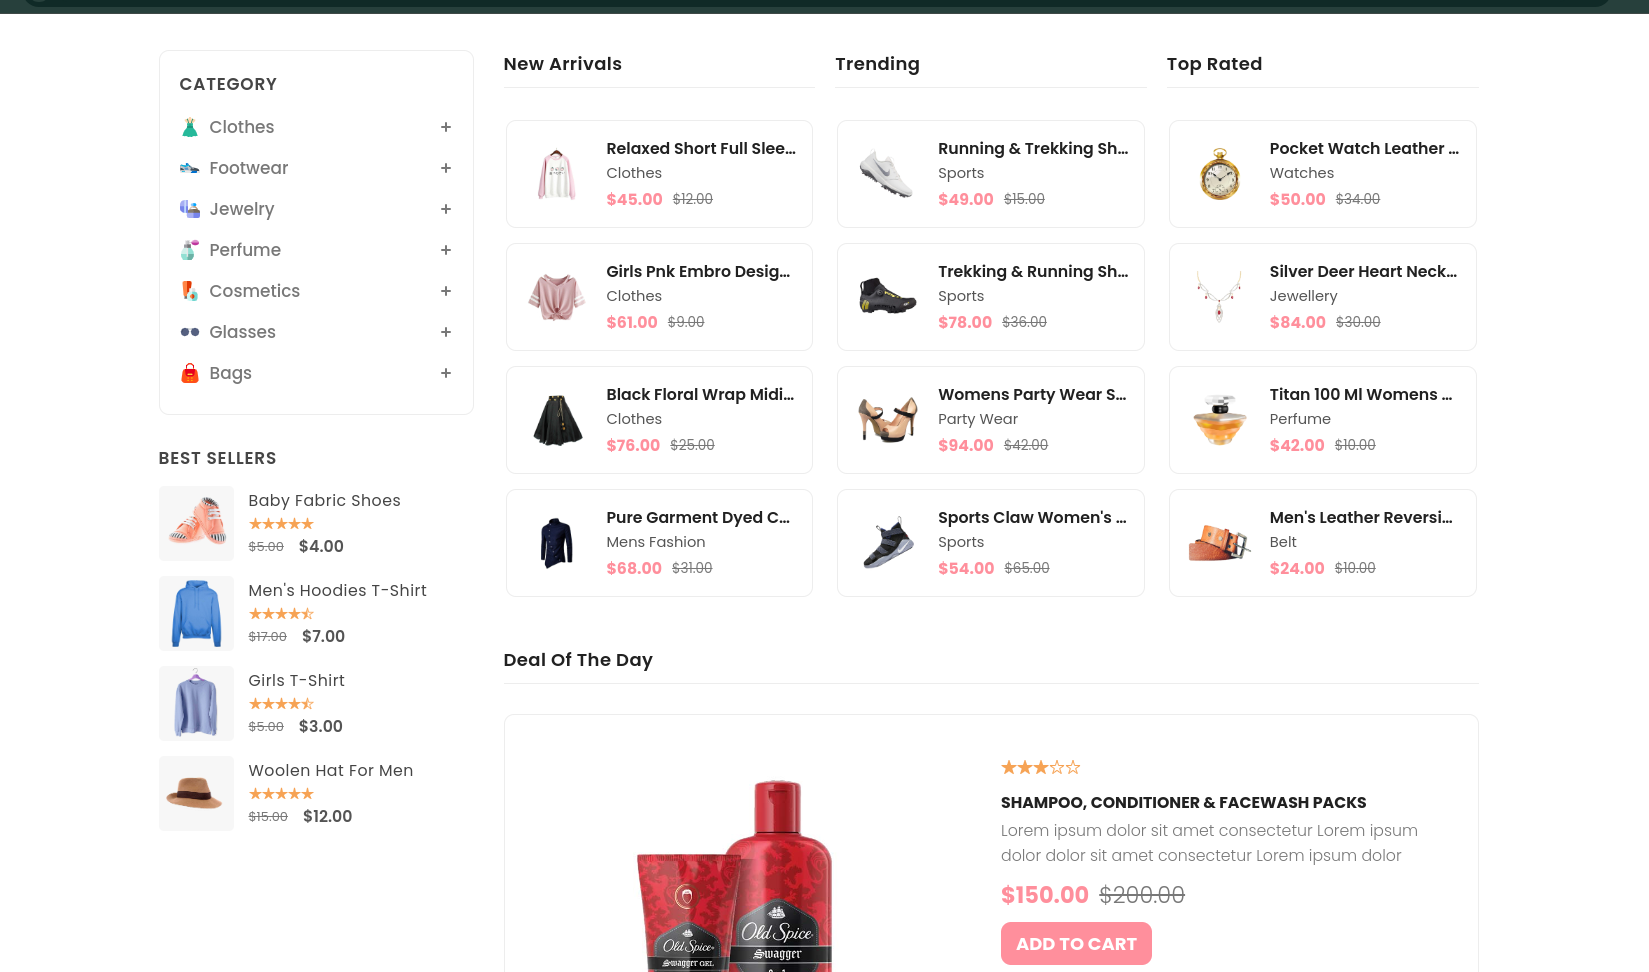 CATEGORY
Clothes
Footwear
Jewelry
Perfume
Cosmetics
Glasses
Bags
BEST SELLERS
Baby Fabric Shoes
$5.00 $4.00
Men's Hoodies T-Shirt
$17.00 $7.00
Girls T-Shirt
$5.00 $3.00
Woolen Hat For Men
$15.00 $12.00
New Arrivals
Relaxed Short Full Slee...
Clothes
$45.00 $12.00
Girls Pnk Embro Desig...
Clothes
$61.00 $9.00
Black Floral Wrap Midi...
Clothes
$76.00 $25.00
Pure Garment Dyed C...
Mens Fashion
$68.00 $31.00
Trending
Running & Trekking Sh...
Sports
$49.00 $15.00
Trekking & Running Sh...
Sports
$78.00 $36.00
Womens Party Wear S...
Party Wear
$94.00 $42.00
Sports Claw Women's ...
Sports
$54.00 $65.00
Top Rated
Pocket Watch Leather ...
Watches
$50.00 $34.00
Silver Deer Heart Neck...
Jewellery
$84.00 $30.00
Titan 100 Ml Womens ...
Perfume
$42.00 $10.00
Men's Leather Reversi...
Belt
$24.00 $10.00
Deal Of The Day
Old Spice
Swagger GEL
Old Spice
Swagger
SHAMPOO, CONDITIONER & FACEWASH PACKS
Lorem ipsum dolor sit amet consectetur Lorem ipsum
dolor dolor sit amet consectetur Lorem ipsum dolor
$150.00 $200.00
ADD TO CART